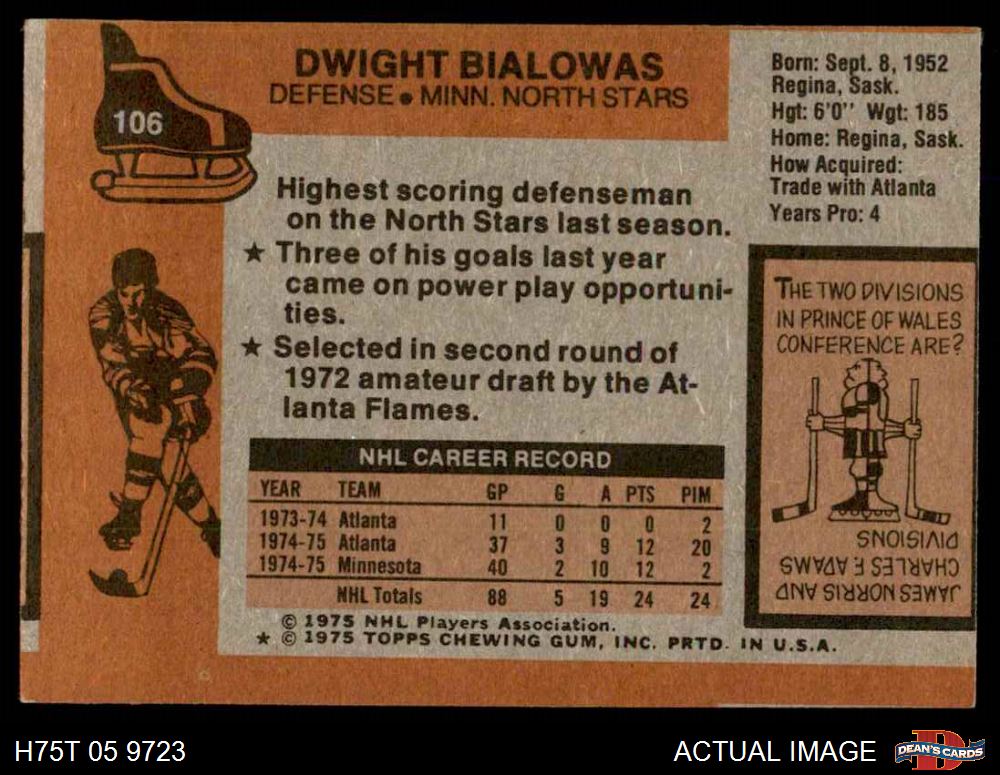 106
DWIGHT BIALOWAS
DEFENSE ● MINN. NORTH STARS
Born: Sept. 8, 1952
Regina, Sask.
Hgt: 6'0'' Wgt: 185
Home: Regina, Sask.
How Acquired:
Trade with Atlanta
Years Pro: 4
Highest scoring defenseman
on the North Stars last season.
★ Three of his goals last year
came on power play opportuni-
ties.
★ Selected in second round of
1972 amateur draft by the At-
lanta Flames.
THE TWO DIVISIONS
IN PRINCE OF WALES
CONFERENCE ARE?
JAMES NORRIS AND
CHARLES F. ADAMS
DIVISIONS
NHL CAREER RECORD
YEAR TEAM GP G A PTS PIM
1973-74 Atlanta 11 0 0 0 2
1974-75 Atlanta 37 3 9 12 20
1974-75 Minnesota 40 2 10 12 2
NHL Totals 88 5 19 24 24
© 1975 NHL Players Association.
★ © 1975 TOPPS CHEWING GUM, INC. PRTD. IN U.S.A.
H75T 05 9723
ACTUAL IMAGE
D
DEAN'S CARDS